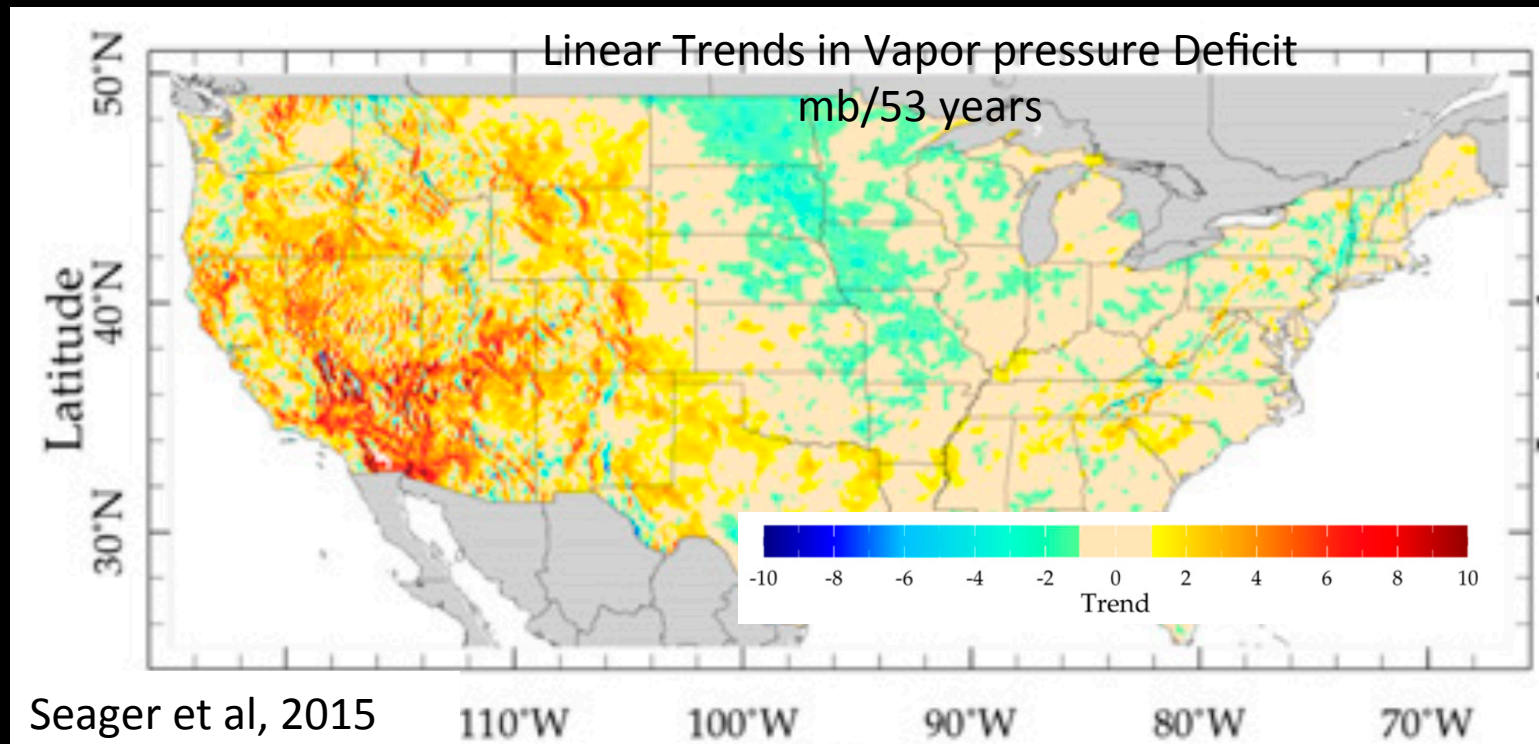 Linear Trends in Vapor pressure Deficit
mb/53 years
50°N
40°N
30°N
Latitude
-10 -8 -6 -4 -2 0 2 4 6 8 10
Trend
Seager et al, 2015
110°W 100°W 90°W 80°W 70°W